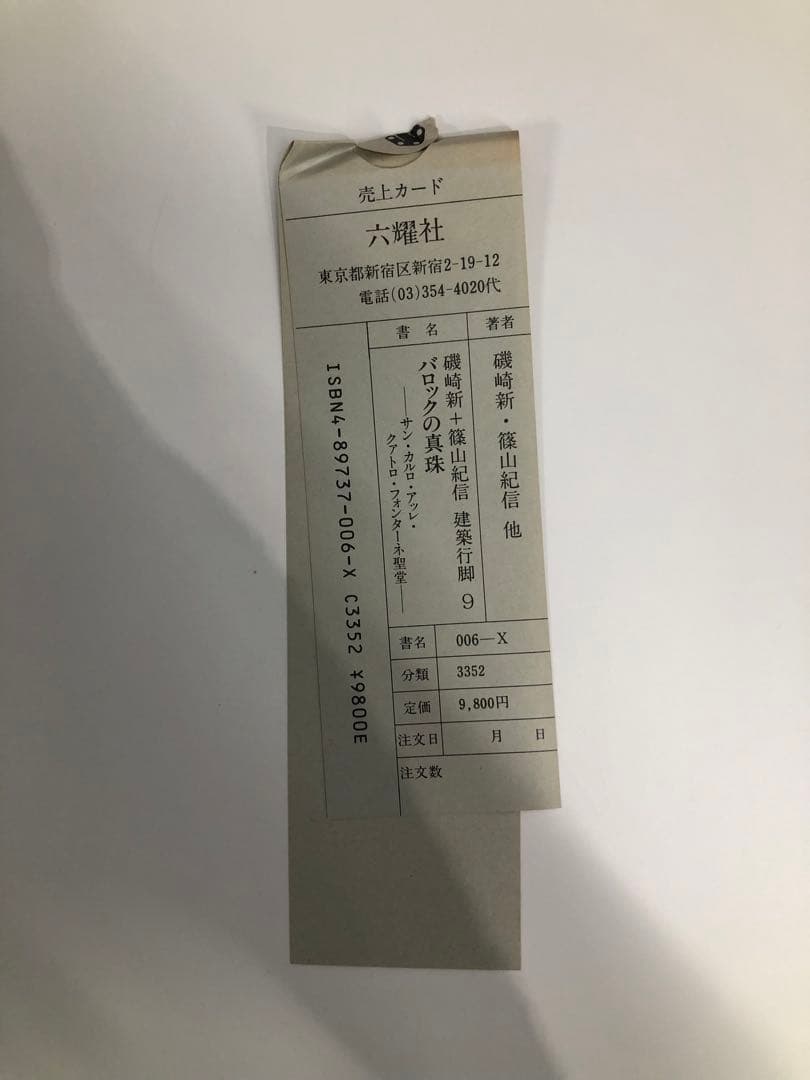 売上カード
六耀社
東京都新宿区新宿2-19-12
電話(03)354-4020代
著者
磯崎新・篠山紀信 他
書名
磯崎新＋篠山紀信 建築行脚 9
バロックの真珠
——サン・カルロ・アッレ・
クアトロ・フォンターネ聖堂——
書名 006—X
分類 3352
定価 9,800円
注文日 月 日
注文数
ISBN4-89737-006-X C3352 ¥9800E